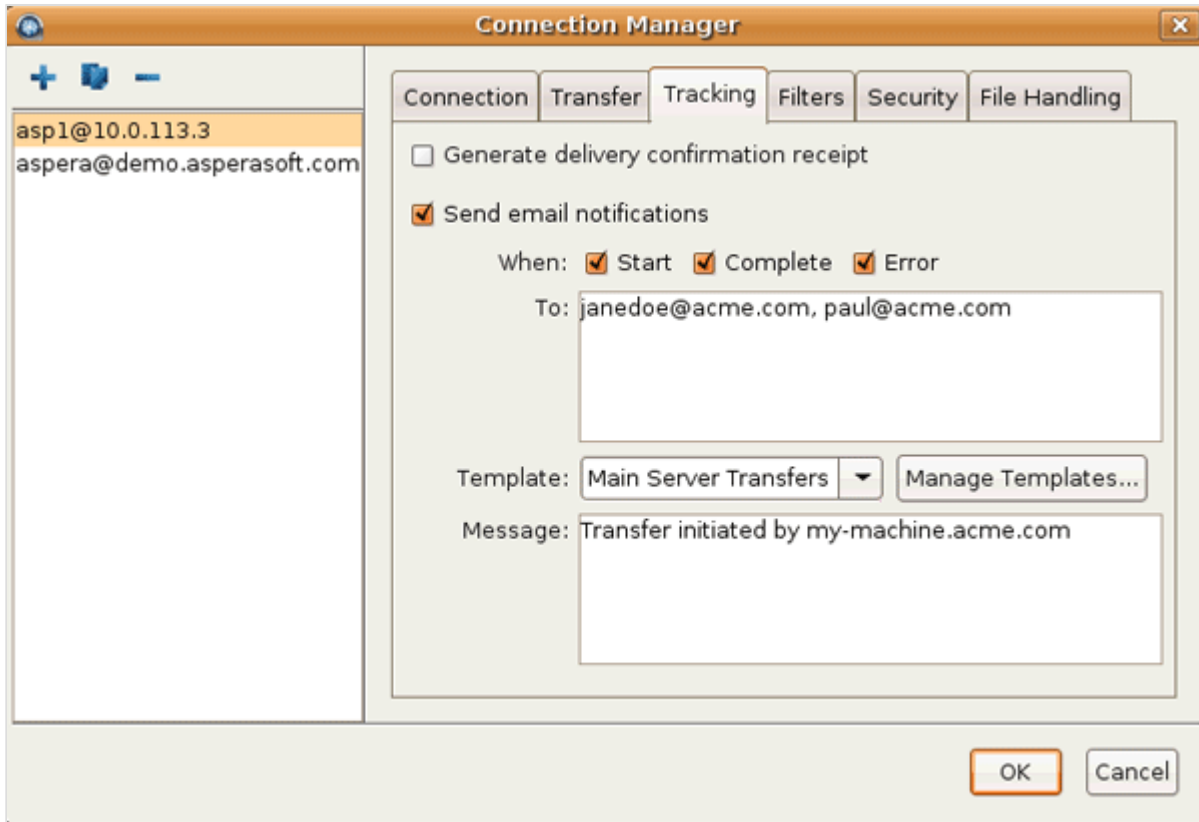 Connection Manager
asp1@10.0.113.3
aspera@demo.asperasoft.com
Connection Transfer Tracking Filters Security File Handling
Generate delivery confirmation receipt
Send email notifications
When: Start Complete Error
To: janedoe@acme.com, paul@acme.com
Template: Main Server Transfers Manage Templates...
Message: Transfer initiated by my-machine.acme.com
OK Cancel